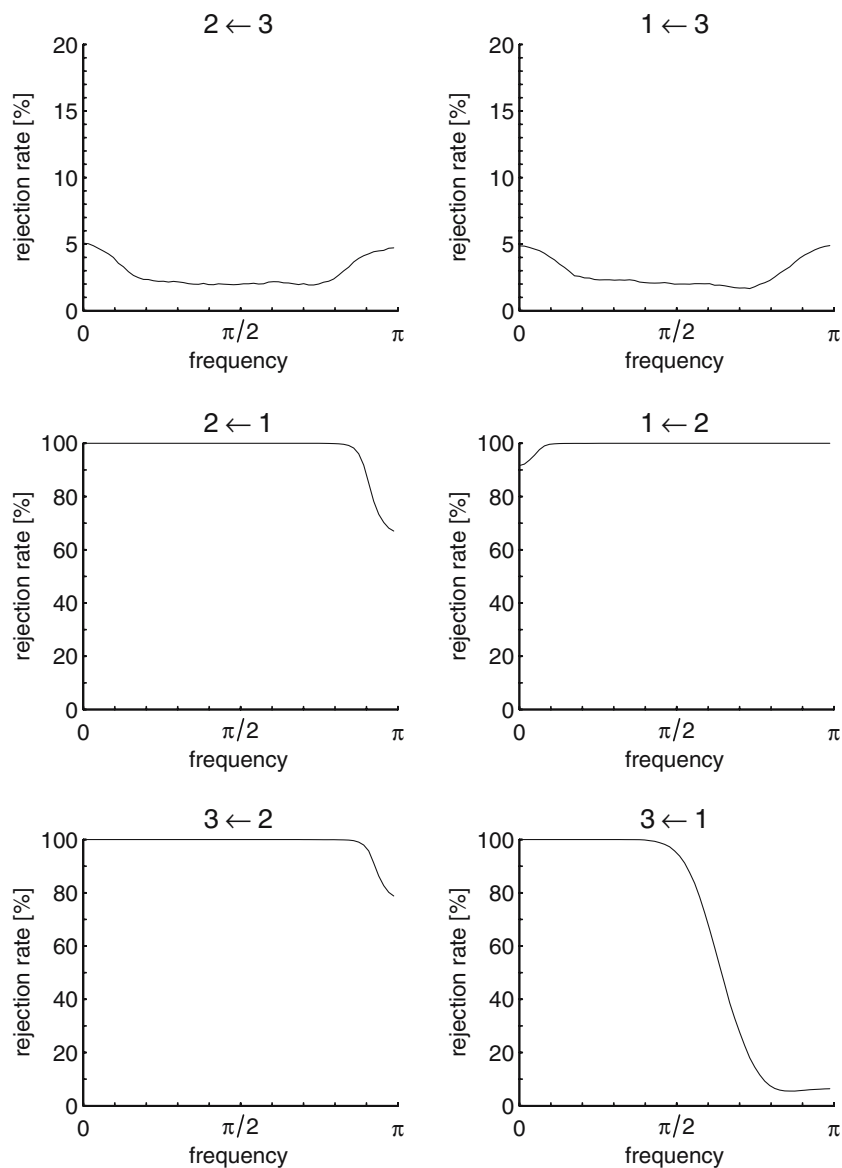 2 ← 3
rejection rate [%]
20
15
10
5
0
0
π/2
π
frequency
1 ← 3
rejection rate [%]
20
15
10
5
0
0
π/2
π
frequency
2 ← 1
rejection rate [%]
100
80
60
40
20
0
0
π/2
π
frequency
1 ← 2
rejection rate [%]
100
80
60
40
20
0
0
π/2
π
frequency
3 ← 2
rejection rate [%]
100
80
60
40
20
0
0
π/2
π
frequency
3 ← 1
rejection rate [%]
100
80
60
40
20
0
0
π/2
π
frequency